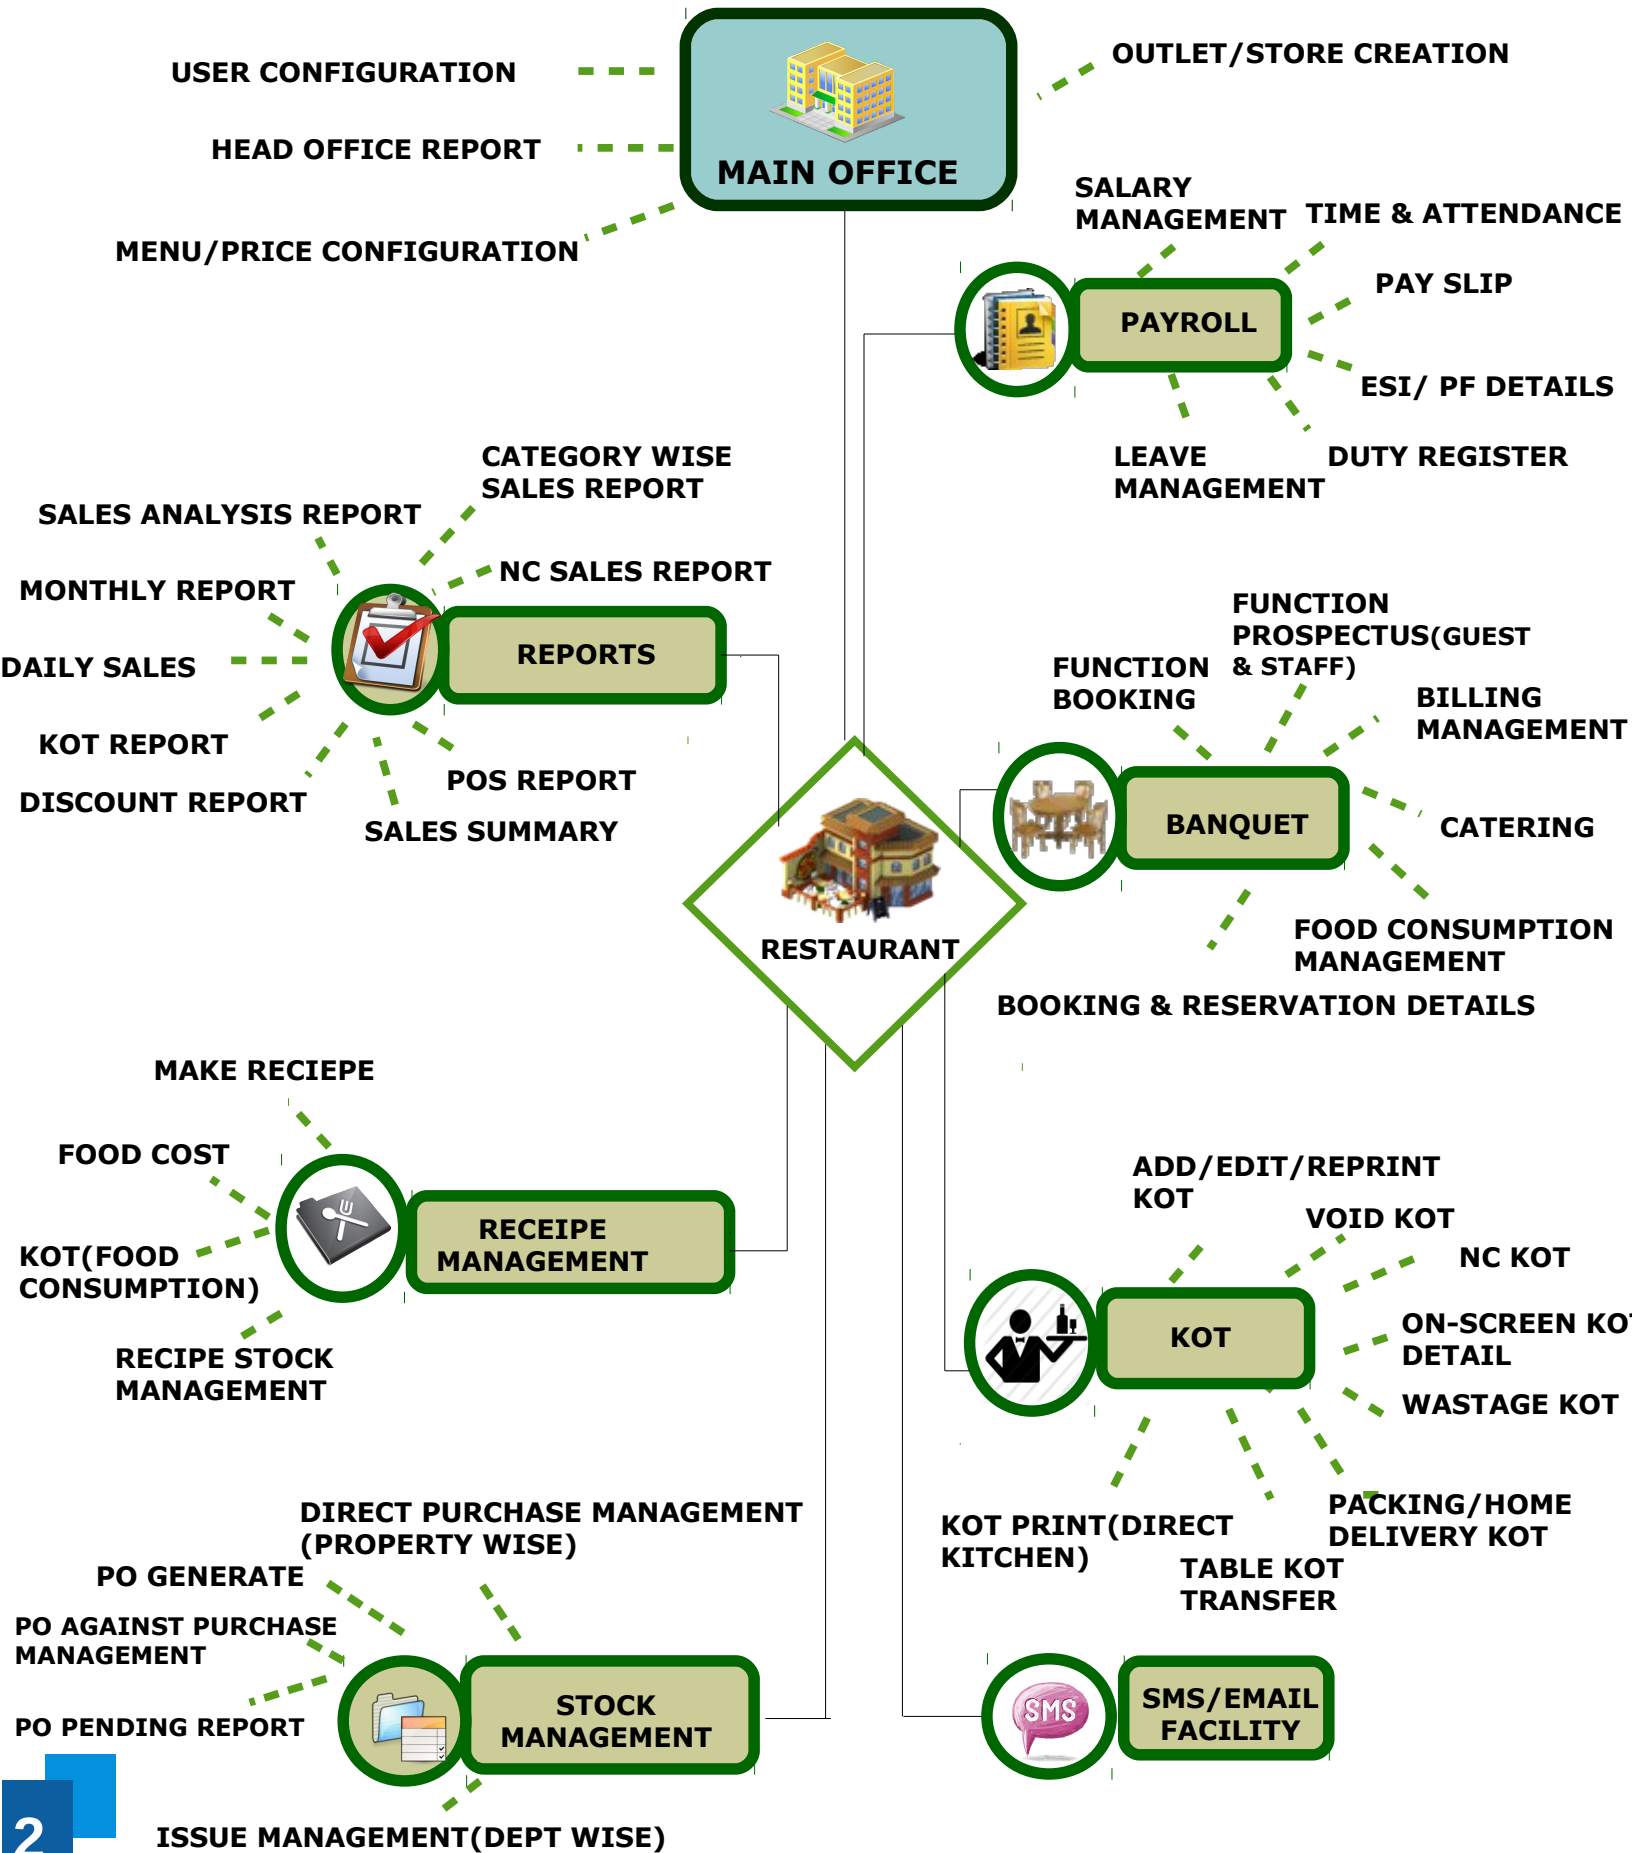 USER CONFIGURATION
OUTLET/STORE CREATION
HEAD OFFICE REPORT
MAIN OFFICE
MENU/PRICE CONFIGURATION
SALARY
MANAGEMENT
TIME & ATTENDANCE
PAY SLIP
PAYROLL
ESI/ PF DETAILS
LEAVE
MANAGEMENT
DUTY REGISTER
CATEGORY WISE
SALES REPORT
SALES ANALYSIS REPORT
NC SALES REPORT
MONTHLY REPORT
REPORTS
DAILY SALES
KOT REPORT
POS REPORT
DISCOUNT REPORT
SALES SUMMARY
FUNCTION
PROSPECTUS(GUEST
& STAFF)
FUNCTION
BOOKING
BILLING
MANAGEMENT
BANQUET
CATERING
FOOD CONSUMPTION
MANAGEMENT
BOOKING & RESERVATION DETAILS
RESTAURANT
MAKE RECIEPE
FOOD COST
RECEIPE
MANAGEMENT
KOT(FOOD
CONSUMPTION)
RECIPE STOCK
MANAGEMENT
ADD/EDIT/REPRINT
KOT
VOID KOT
NC KOT
KOT
ON-SCREEN KOT
DETAIL
WASTAGE KOT
PACKING/HOME
DELIVERY KOT
KOT PRINT(DIRECT
KITCHEN)
TABLE KOT
TRANSFER
DIRECT PURCHASE MANAGEMENT
(PROPERTY WISE)
PO GENERATE
PO AGAINST PURCHASE
MANAGEMENT
PO PENDING REPORT
STOCK
MANAGEMENT
ISSUE MANAGEMENT(DEPT WISE)
SMS
SMS/EMAIL
FACILITY
2